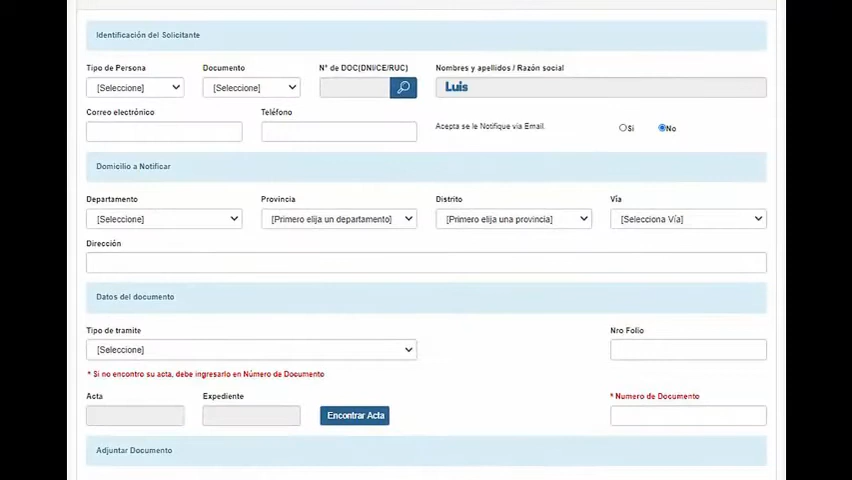 Identificación del Solicitante
Tipo de Persona Documento N° de DOC(DNI/CE/RUC) Nombres y apellidos / Razón social
[Seleccione] [Seleccione] Luis
Correo electrónico Teléfono
Acepta se le Notifique via Email. Si No
Domicilio a Notificar
Departamento Provincia Distrito Vía
[Seleccione] [Primero elija un departamento] [Primero elija una provincia] [Selecciona Vía]
Dirección
Datos del documento
Tipo de tramite Nro Folio
[Seleccione]
* Si no encontro su acta, debe ingresarlo en Número de Documento
Acta Expediente * Numero de Documento
Encontrar Acta
Adjuntar Documento